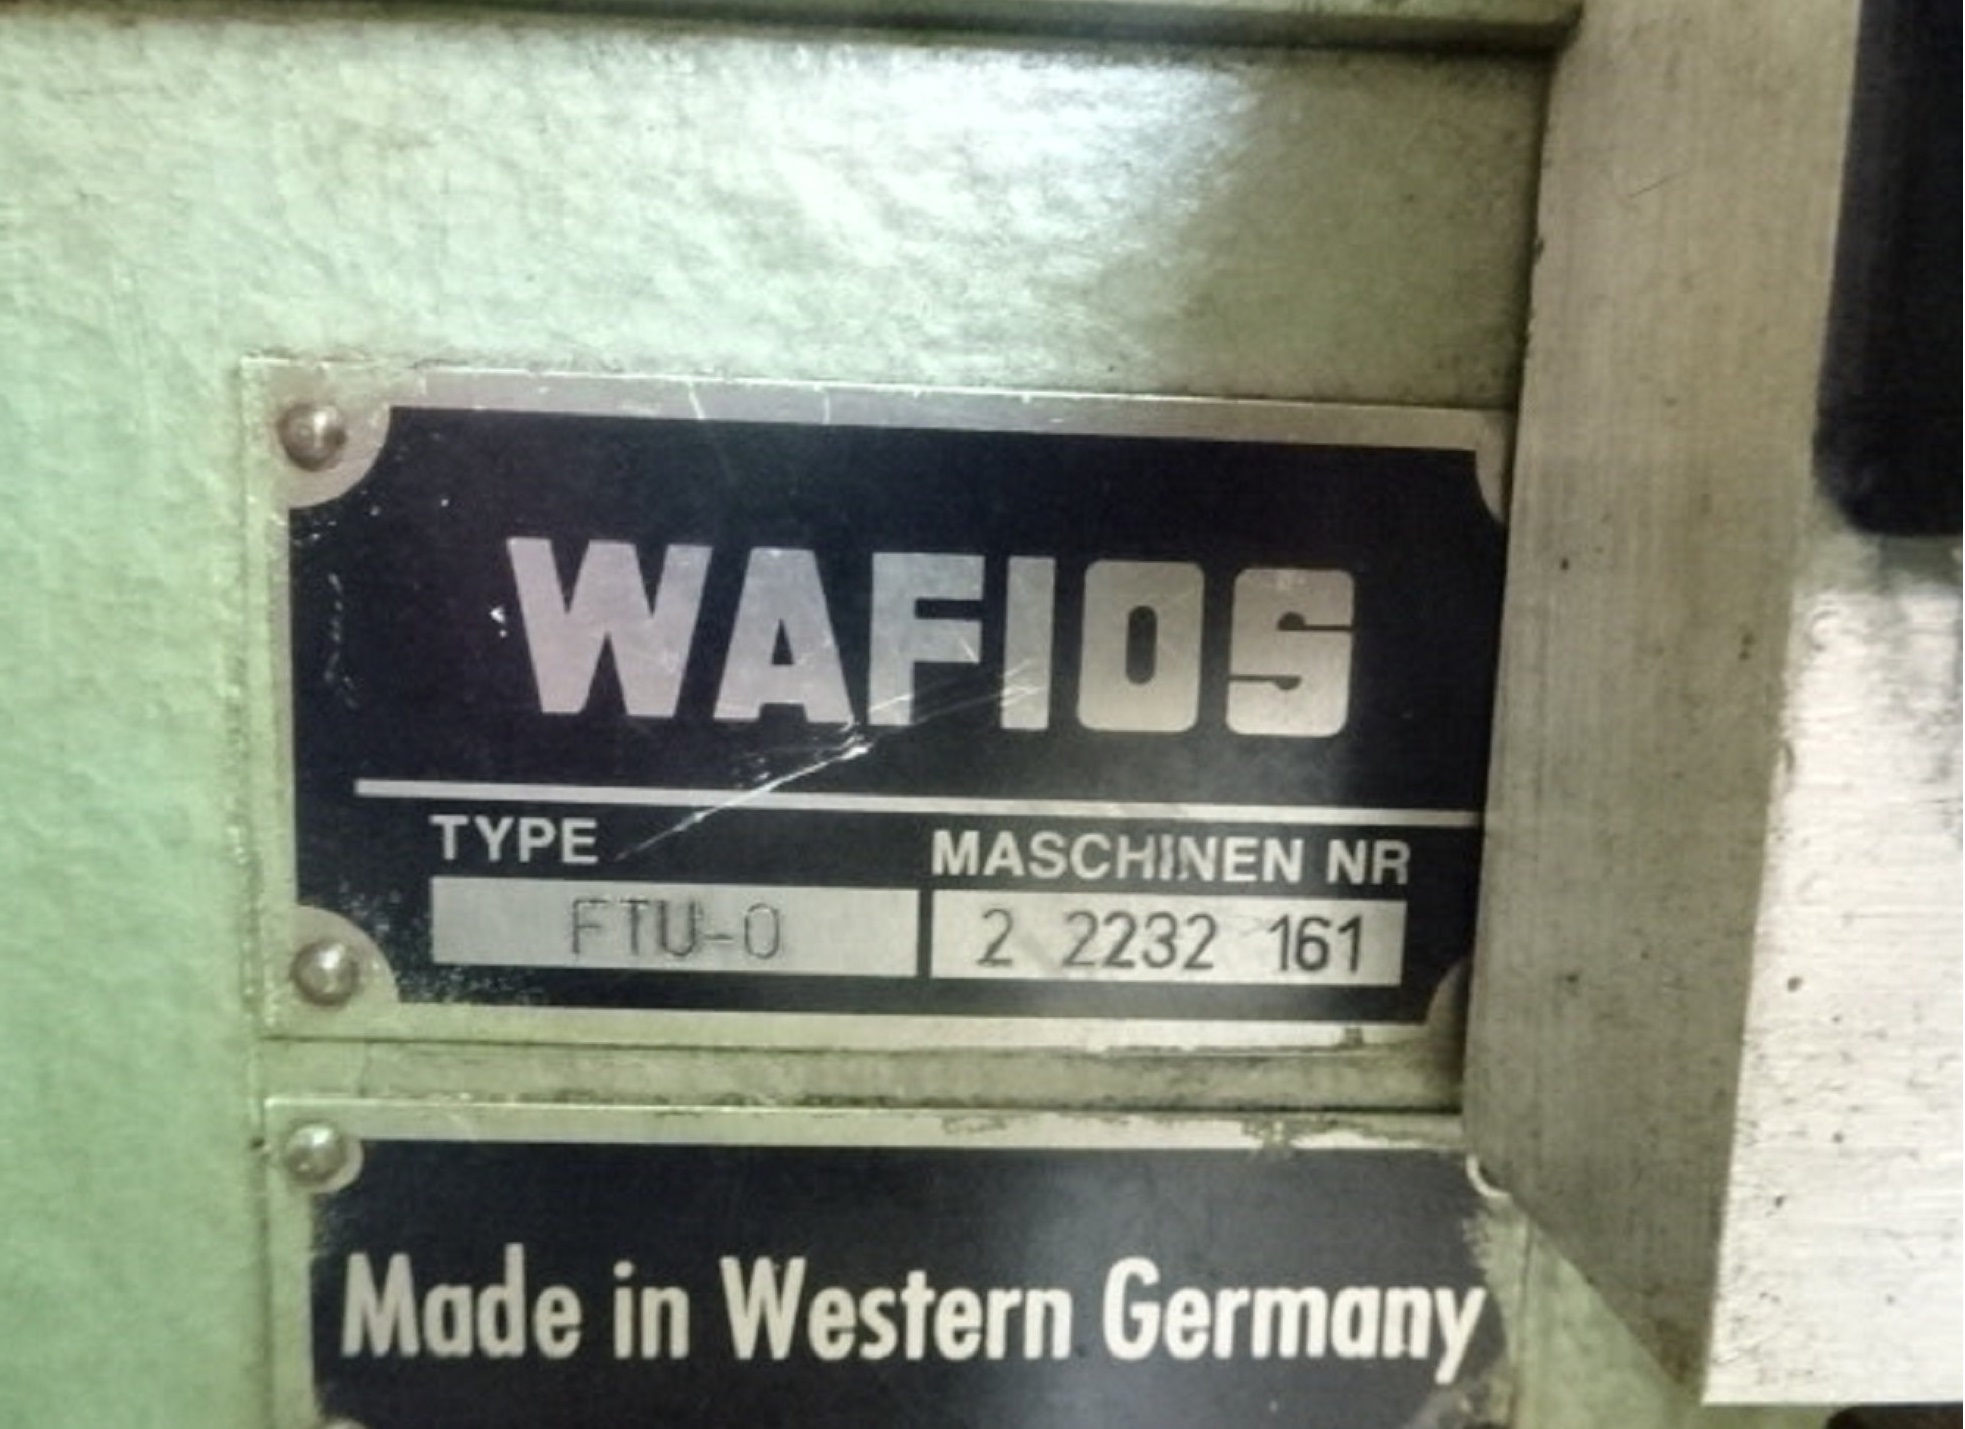 WAFIOS
TYPE MASCHINEN NR
FTU-0 2 2232 161
Made in Western Germany